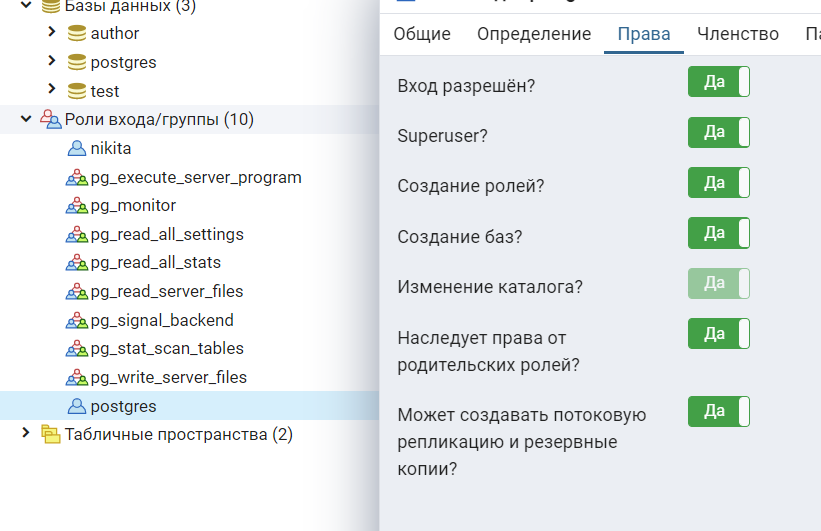 Базы данных (3)
author
postgres
test
Роли входа/группы (10)
nikita
pg_execute_server_program
pg_monitor
pg_read_all_settings
pg_read_all_stats
pg_read_server_files
pg_signal_backend
pg_stat_scan_tables
pg_write_server_files
postgres
Табличные пространства (2)
Общие Определение Права Членство
Вход разрешён? Да
Superuser? Да
Создание ролей? Да
Создание баз? Да
Изменение каталога? Да
Наследует права от Да
родительских ролей?
Может создавать потоковую Да
репликацию и резервные
копии?